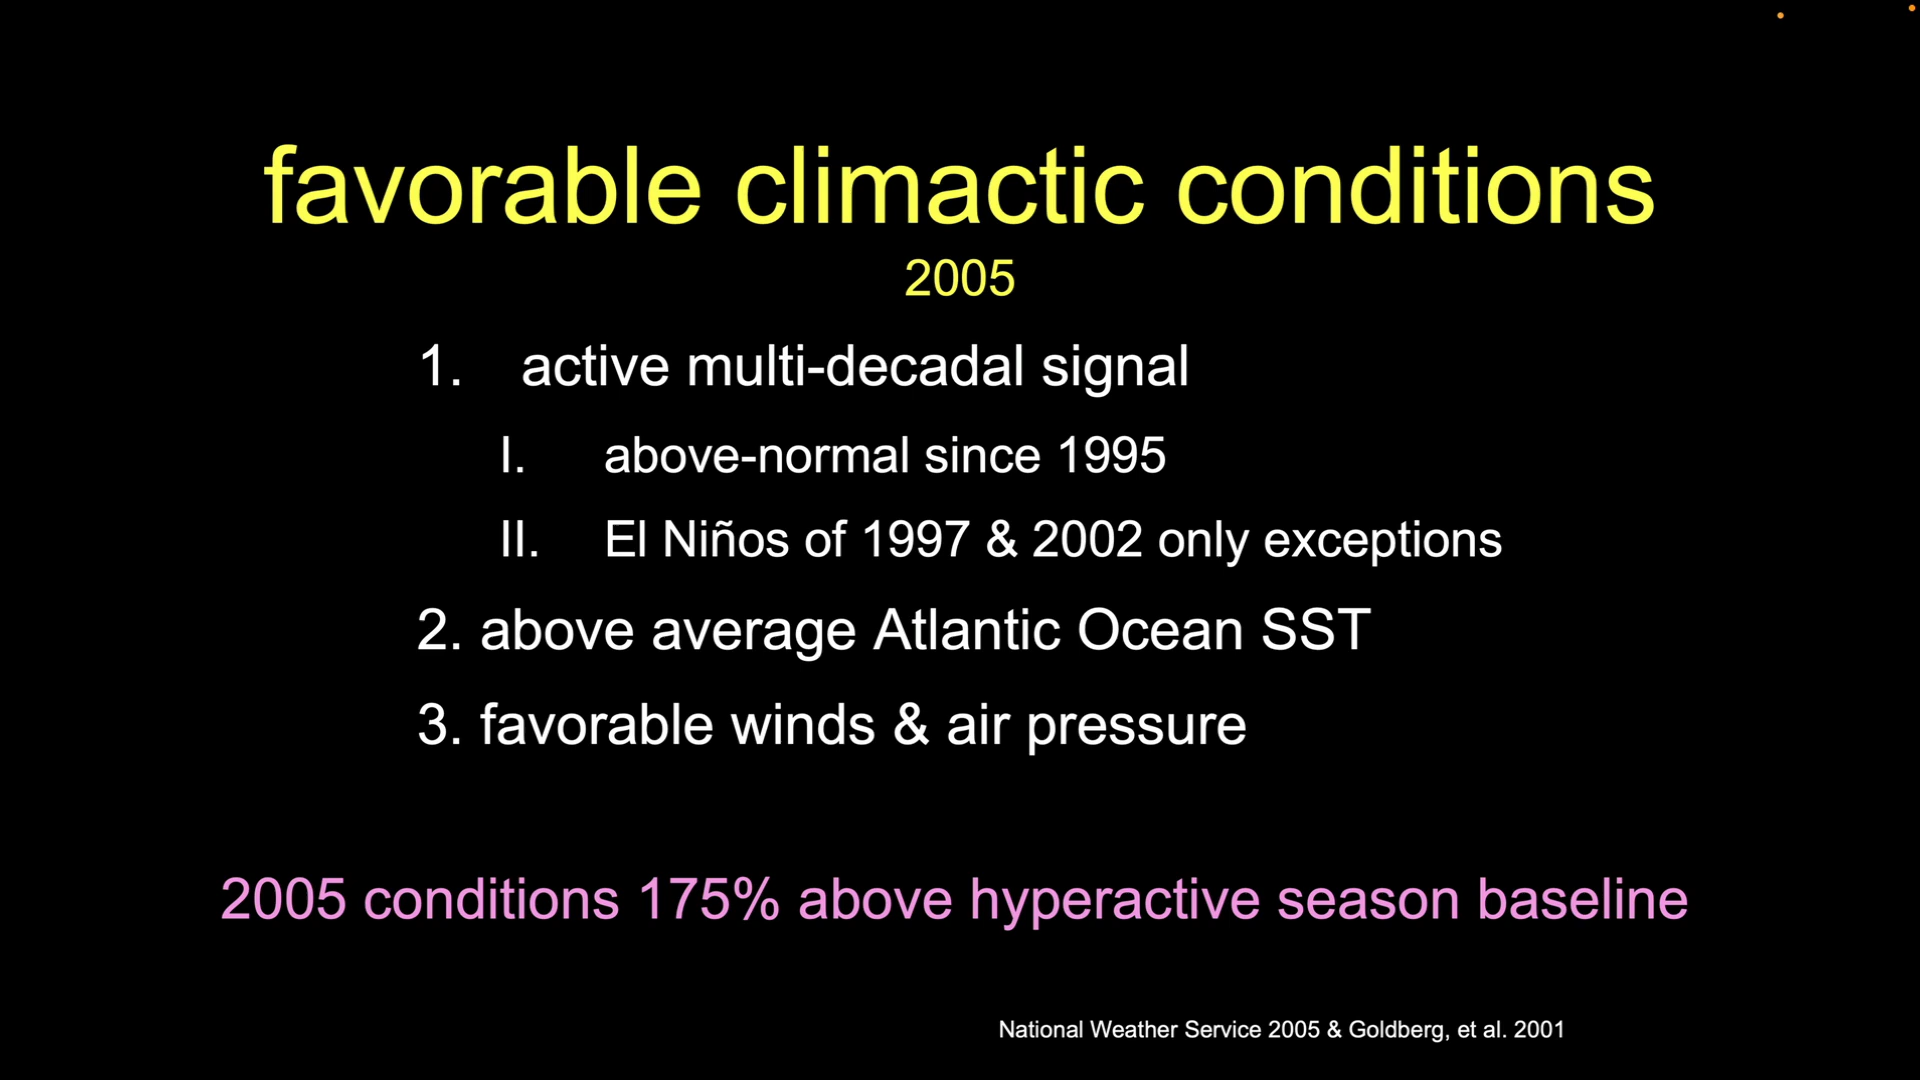 favorable climactic conditions
2005
1. active multi-decadal signal
I. above-normal since 1995
II. El Niños of 1997 & 2002 only exceptions
2. above average Atlantic Ocean SST
3. favorable winds & air pressure
2005 conditions 175% above hyperactive season baseline
National Weather Service 2005 & Goldberg, et al. 2001